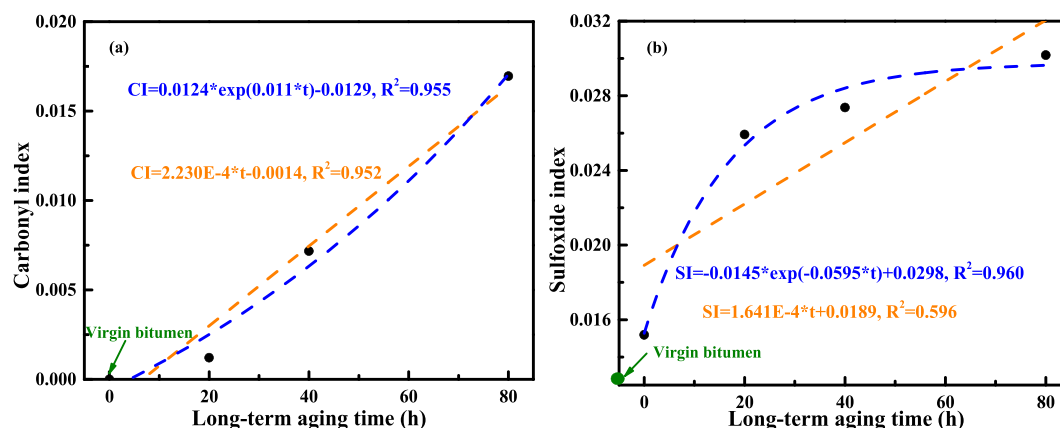 (a)
CI=0.0124*exp(0.011*t)-0.0129, R²=0.955
CI=2.230E-4*t-0.0014, R²=0.952
Virgin bitumen
0.020
0.015
0.010
0.005
0.000
Carbonyl index
0
20
40
60
80
Long-term aging time (h)
(b)
SI=-0.0145*exp(-0.0595*t)+0.0298, R²=0.960
SI=1.641E-4*t+0.0189, R²=0.596
Virgin bitumen
0.032
0.028
0.024
0.020
0.016
Sulfoxide index
0
20
40
60
80
Long-term aging time (h)